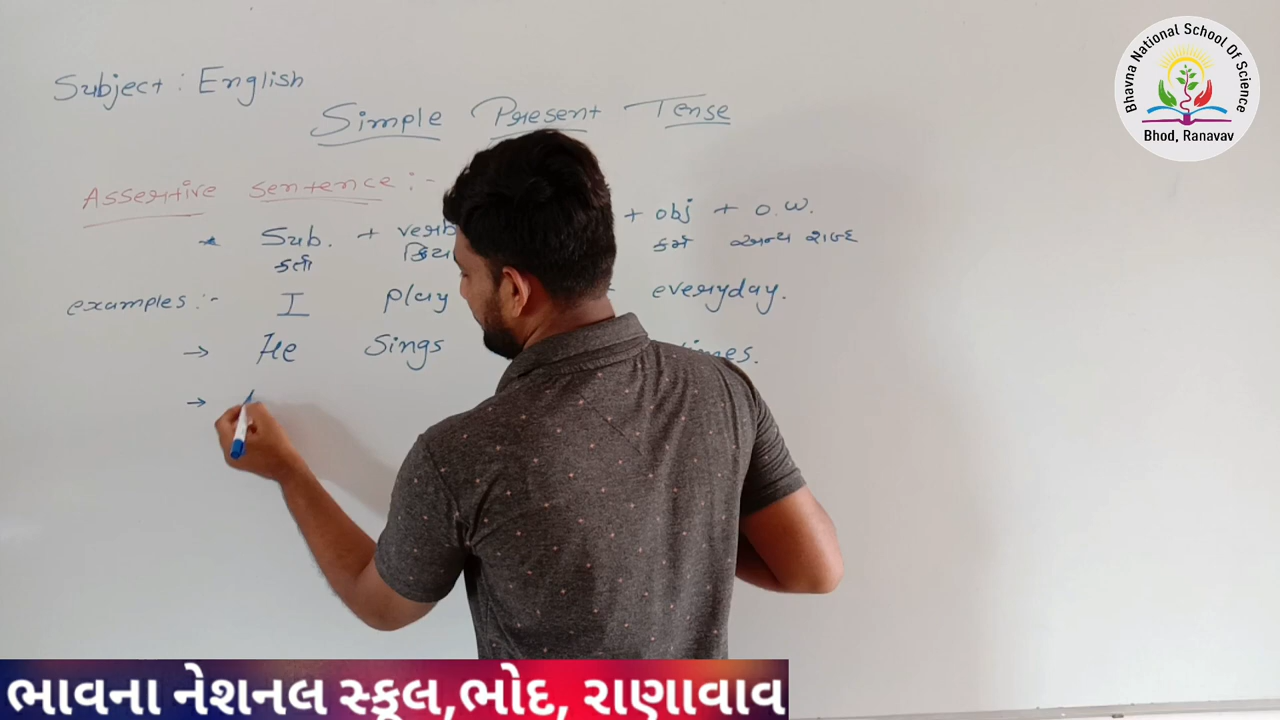 Subject : English
Simple Present Tense
Assertive sentence :-
Sub. + verb + obj + o.w.
કર્તા ક્રિય કર્મ અન્ય શબ્દ
examples :- I play everyday.
→ He Sings times.
→
Bhavna National School Of Science
Bhod, Ranavav
ભાવના નેશનલ સ્કૂલ,ભોદ, રાણાવાવ